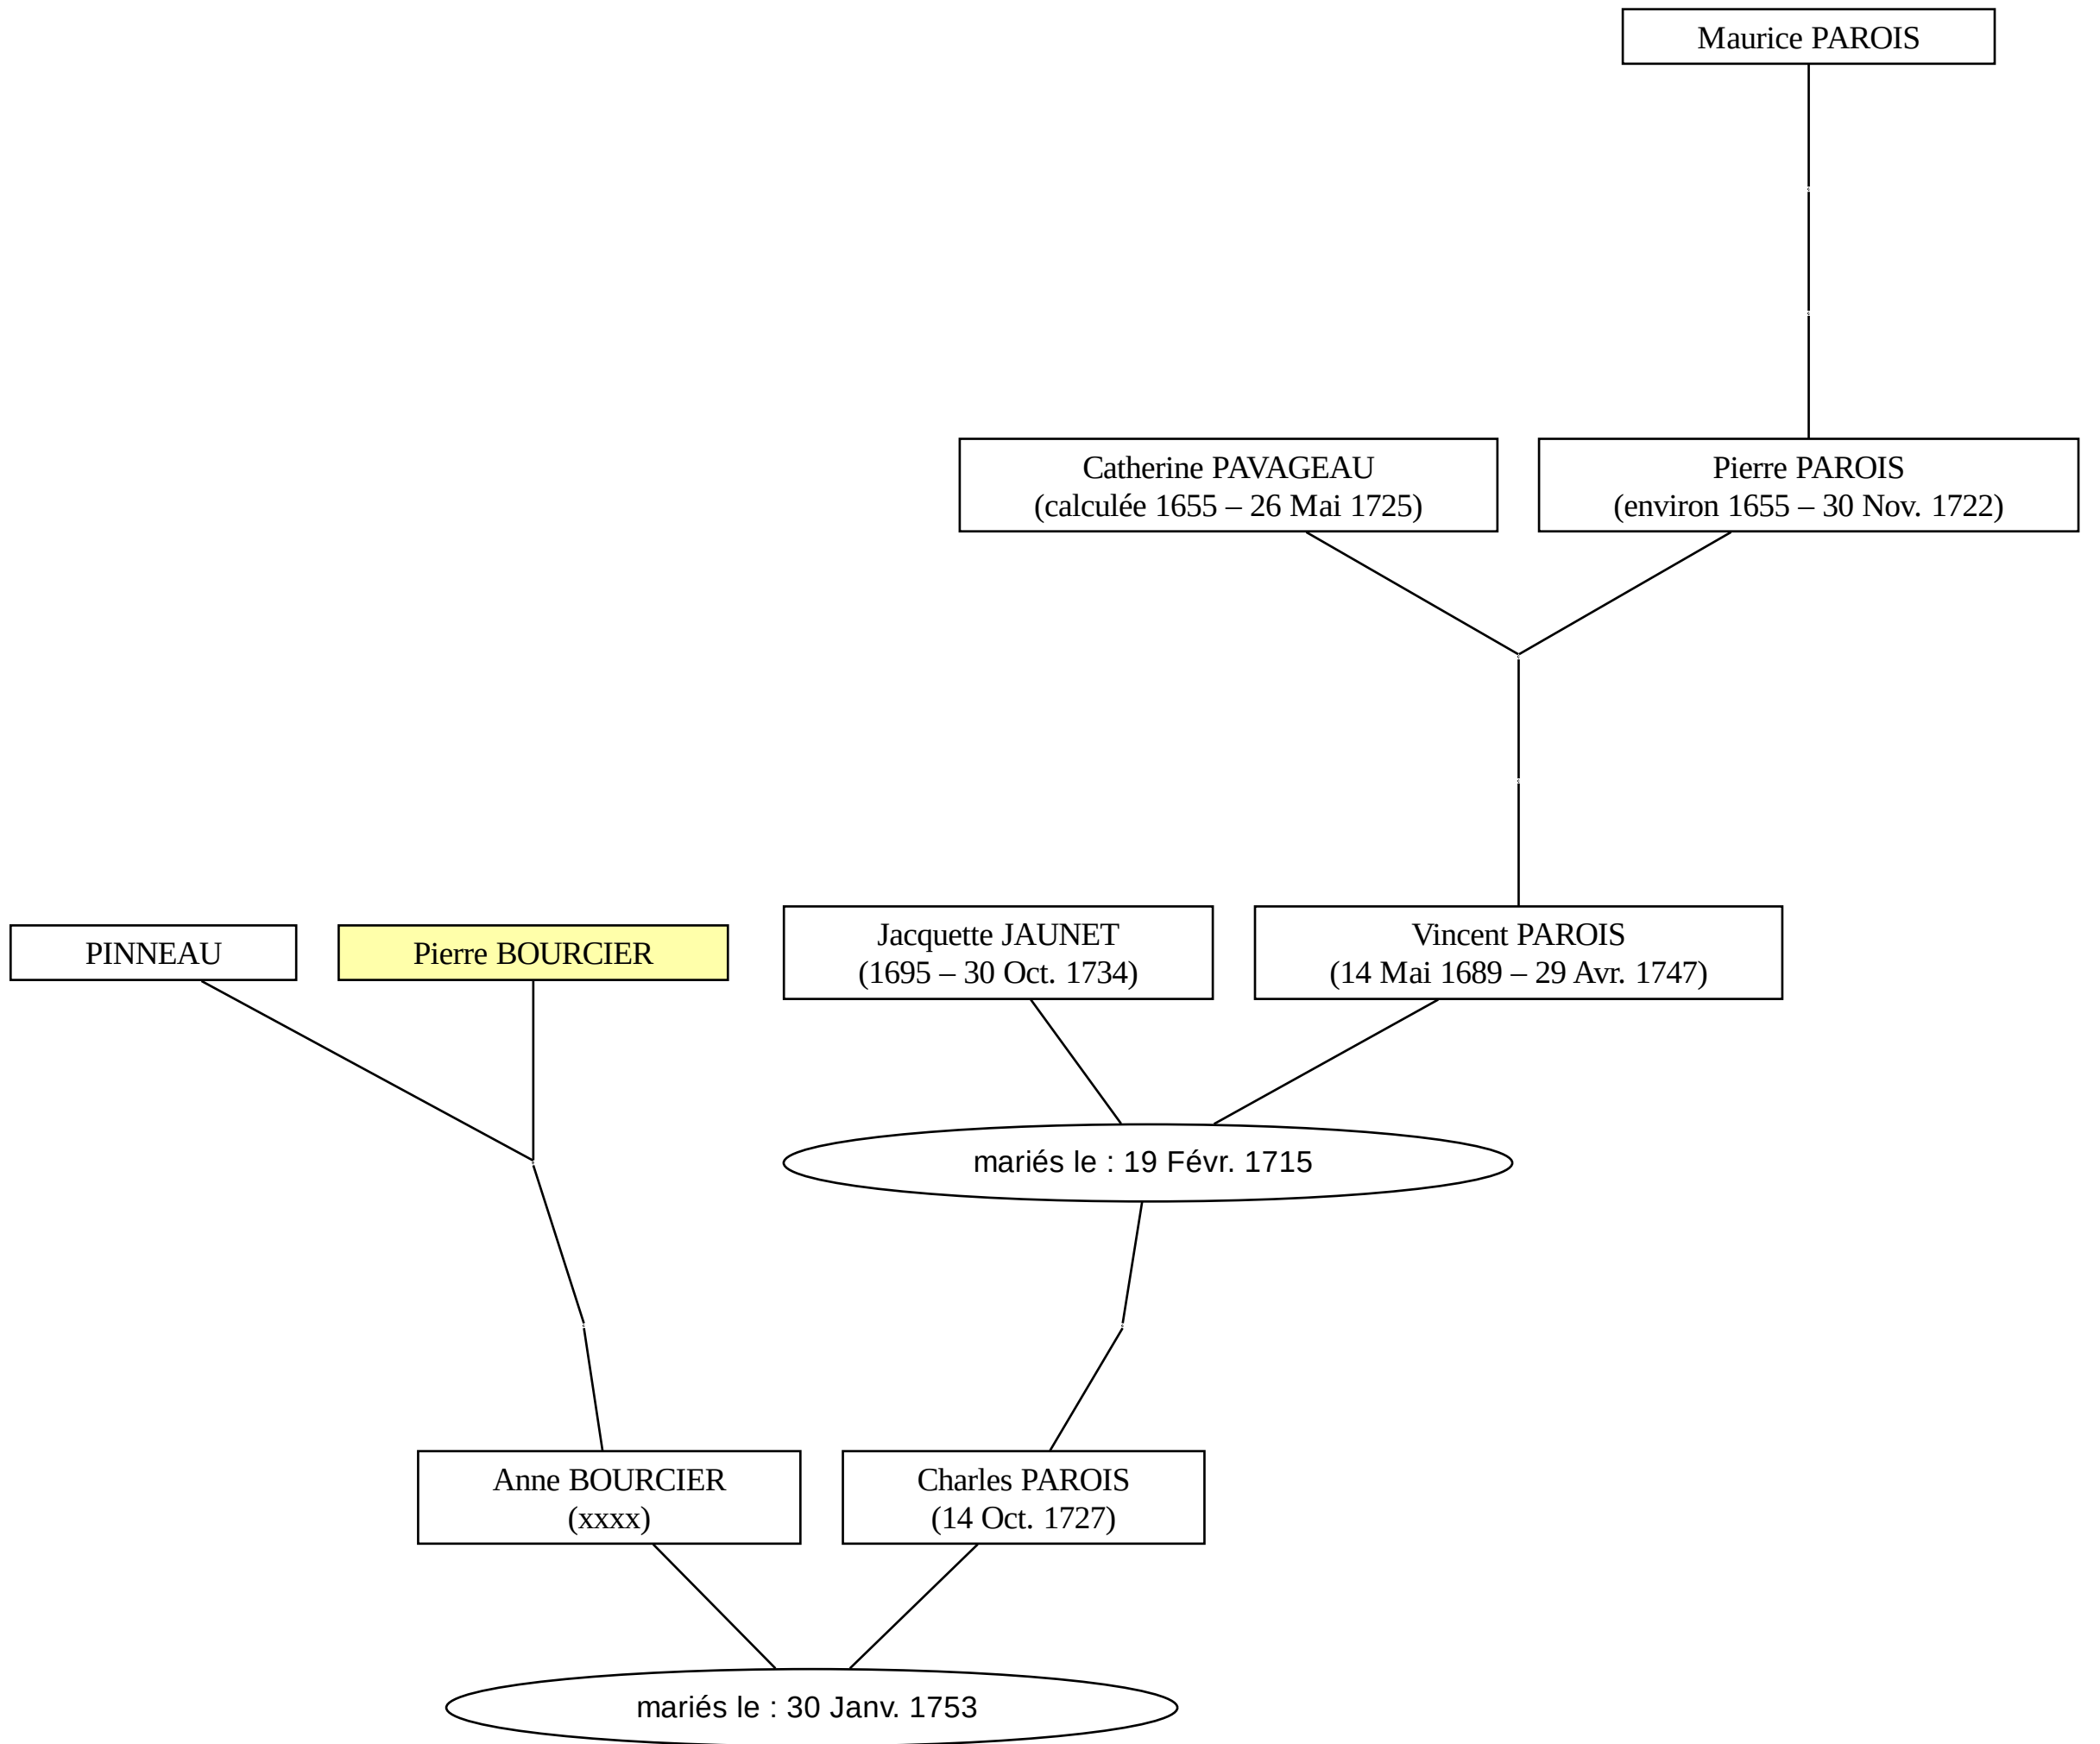 Maurice PAROIS
Catherine PAVAGEAU
(calculée 1655 – 26 Mai 1725)
Pierre PAROIS
(environ 1655 – 30 Nov. 1722)
PINNEAU
Pierre BOURCIER
Jacquette JAUNET
(1695 – 30 Oct. 1734)
Vincent PAROIS
(14 Mai 1689 – 29 Avr. 1747)
mariés le : 19 Févr. 1715
Anne BOURCIER
(xxxx)
Charles PAROIS
(14 Oct. 1727)
mariés le : 30 Janv. 1753